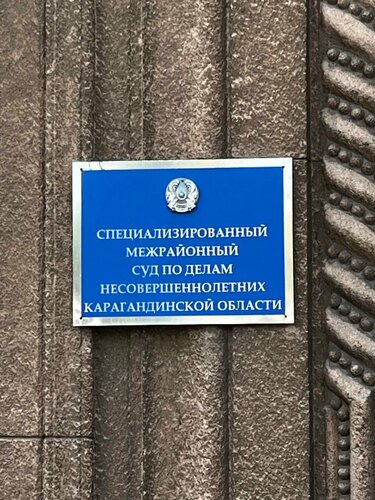 СПЕЦИАЛИЗИРОВАННЫЙ
МЕЖРАЙОННЫЙ
СУД ПО ДЕЛАМ
НЕСОВЕРШЕННОЛЕТНИХ
КАРАГАНДИНСКОЙ ОБЛАСТИ